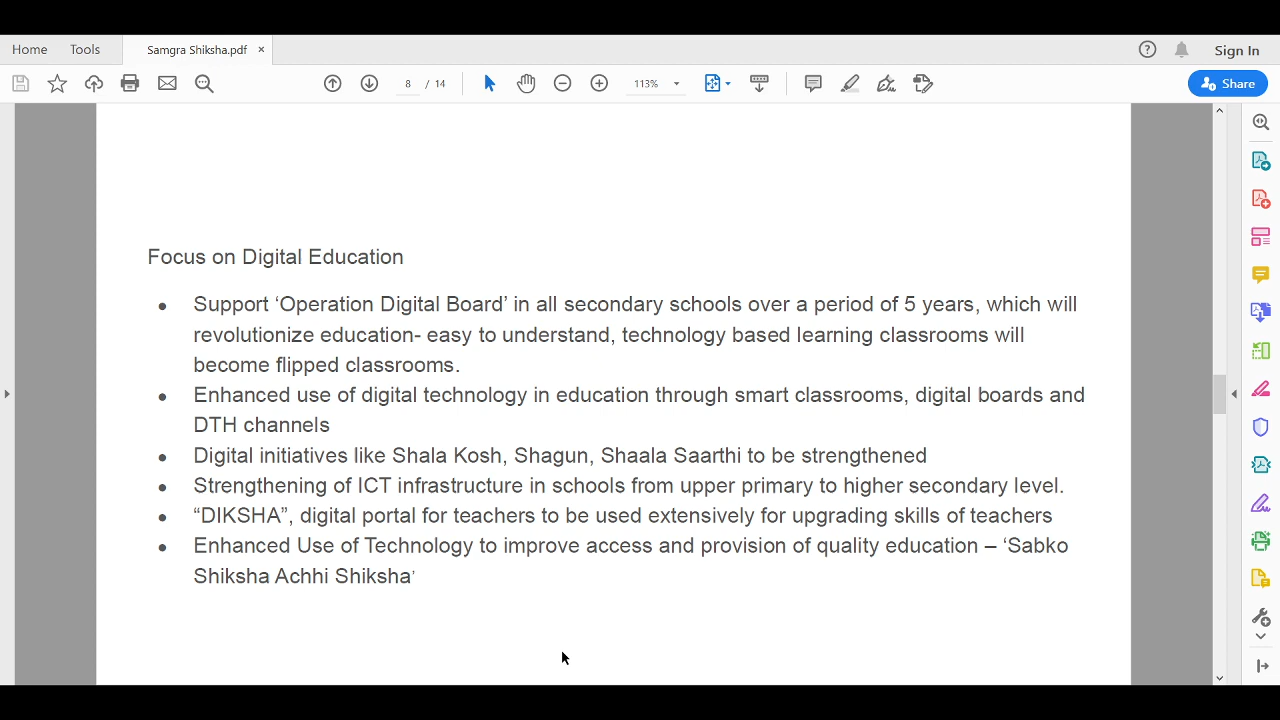 Home Tools Samgra Shiksha.pdf ×
Sign In
8 / 14 113% Share
Focus on Digital Education
• Support ‘Operation Digital Board’ in all secondary schools over a period of 5 years, which will
revolutionize education- easy to understand, technology based learning classrooms will
become flipped classrooms.
• Enhanced use of digital technology in education through smart classrooms, digital boards and
DTH channels
• Digital initiatives like Shala Kosh, Shagun, Shaala Saarthi to be strengthened
• Strengthening of ICT infrastructure in schools from upper primary to higher secondary level.
• “DIKSHA”, digital portal for teachers to be used extensively for upgrading skills of teachers
• Enhanced Use of Technology to improve access and provision of quality education – ‘Sabko
Shiksha Achhi Shiksha’